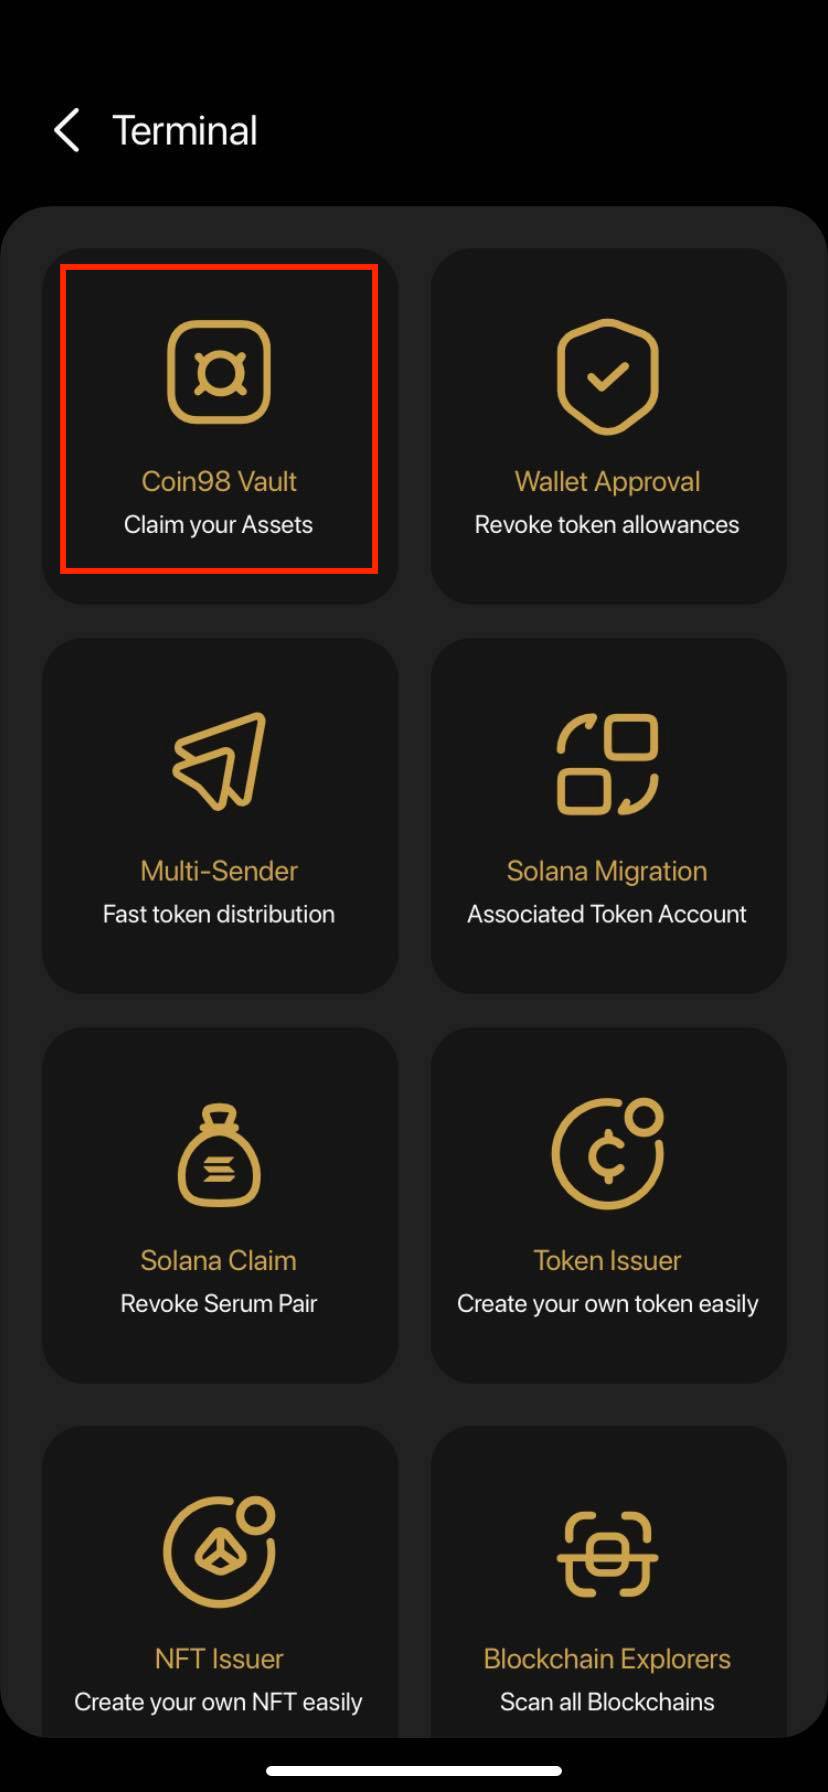 Terminal
Coin98 Vault
Claim your Assets
Wallet Approval
Revoke token allowances
Multi-Sender
Fast token distribution
Solana Migration
Associated Token Account
Solana Claim
Revoke Serum Pair
Token Issuer
Create your own token easily
NFT Issuer
Create your own NFT easily
Blockchain Explorers
Scan all Blockchains